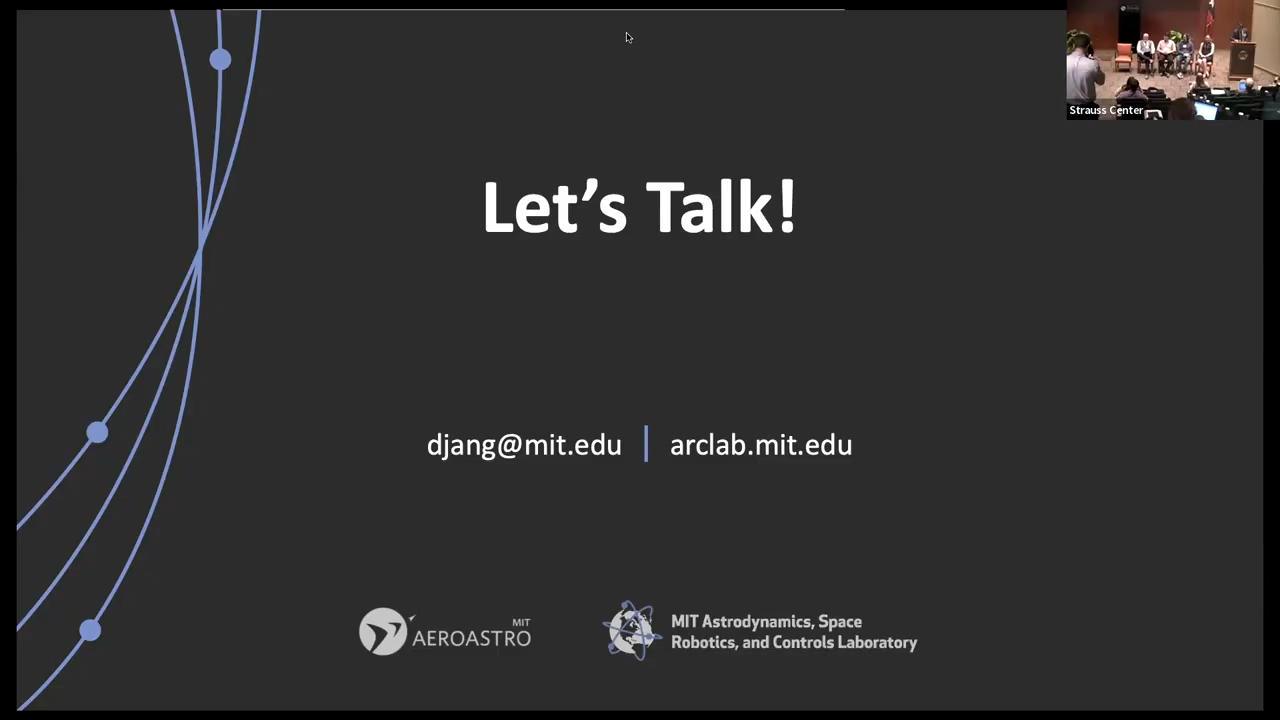 Strauss Center
Let's Talk!
djang@mit.edu | arclab.mit.edu
MIT
AEROASTRO
MIT Astrodynamics, Space
Robotics, and Controls Laboratory